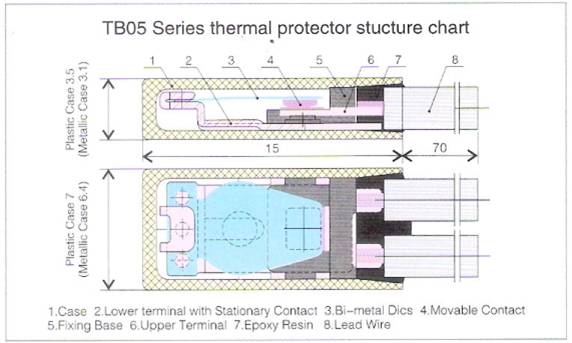 TB05 Series thermal protector stucture chart
1 2 3 4 5 6 7 8
Plastic Case 3.5
(Metallic Case 3.1)
15 70
Plastic Case 7
(Metallic Case 6.4)
1.Case 2.Lower terminal with Stationary Contact 3.Bi-metal Dics 4.Movable Contact
5.Fixing Base 6.Upper Terminal 7.Epoxy Resin 8.Lead Wire